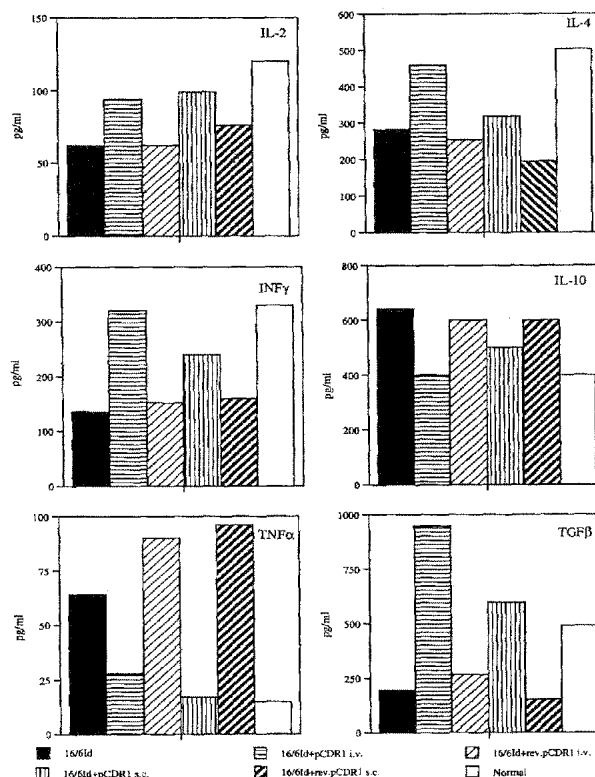 IL-2
150
100
50
0
pg/ml
IL-4
600
500
400
300
200
100
0
pg/ml
INFγ
400
300
200
100
0
pg/ml
IL-10
800
600
400
200
0
pg/ml
TNFα
100
75
50
25
0
pg/ml
TGFβ
1000
750
500
250
0
pg/ml
16/6Id
16/6Id+pCDR1 i.v.
16/6Id+rev.pCDR1 i.v.
16/6Id+pCDR1 s.c.
16/6Id+rev.pCDR1 s.c.
Normal